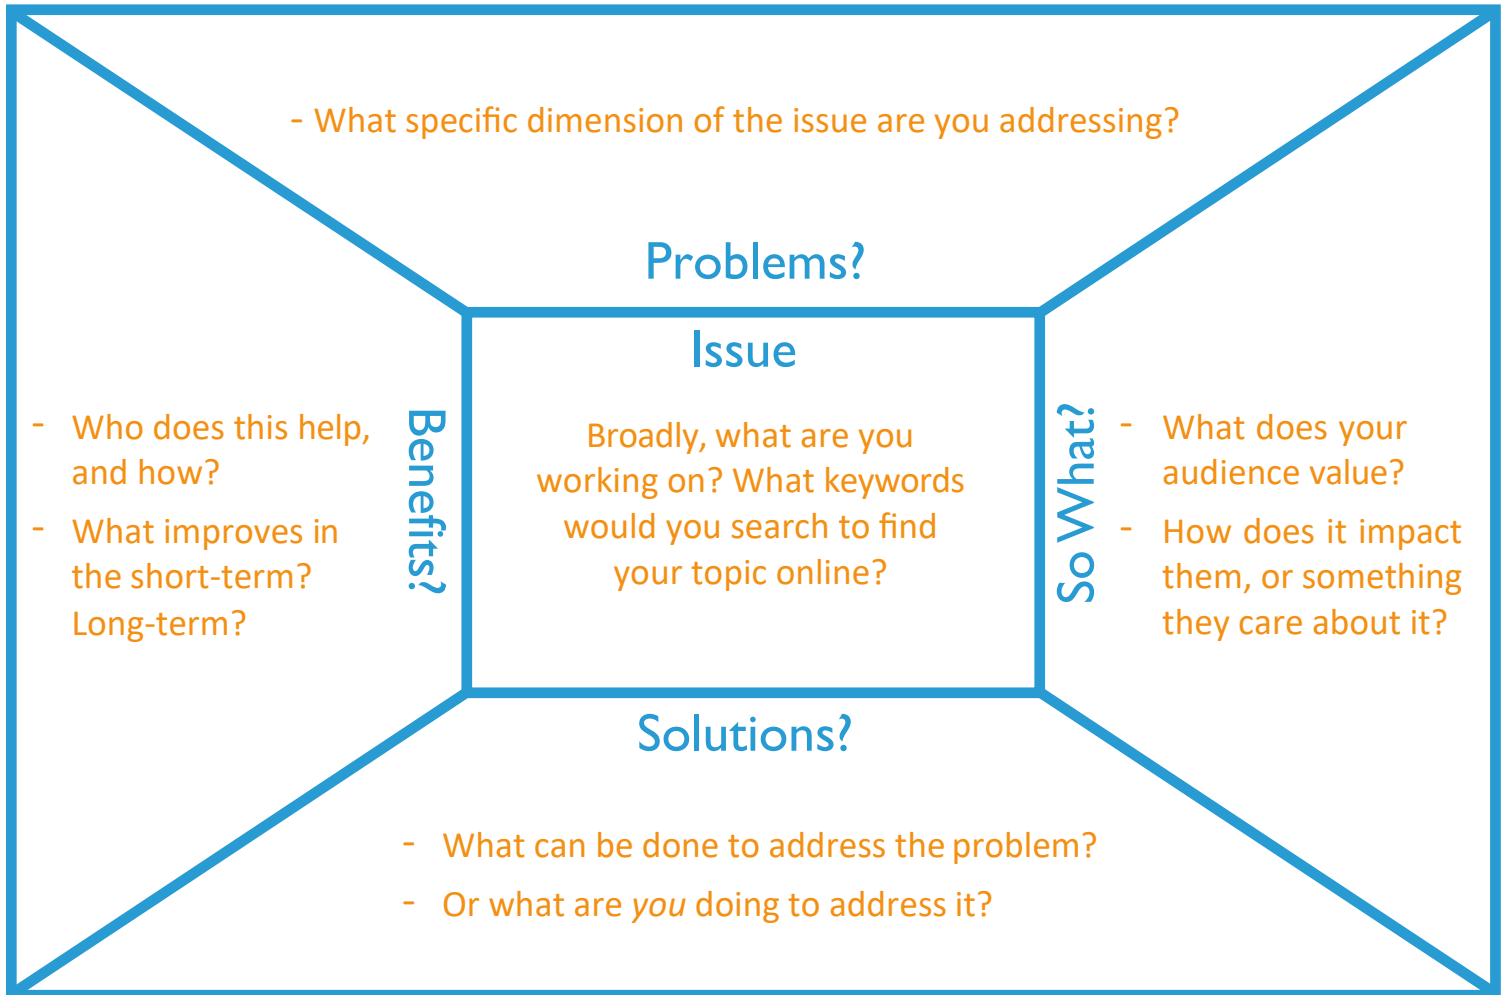 - What specific dimension of the issue are you addressing?
Problems?
Issue
Broadly, what are you
working on? What keywords
would you search to find
your topic online?
Benefits?
- Who does this help,
and how?
- What improves in
the short-term?
Long-term?
So What?
- What does your
audience value?
- How does it impact
them, or something
they care about it?
Solutions?
- What can be done to address the problem?
- Or what are you doing to address it?